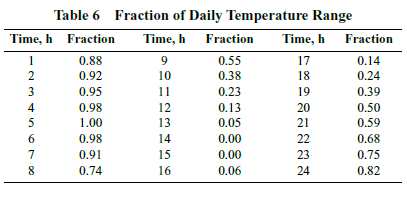 Table 6 Fraction of Daily Temperature Range
Time, h Fraction Time, h Fraction Time, h Fraction
1 0.88 9 0.55 17 0.14
2 0.92 10 0.38 18 0.24
3 0.95 11 0.23 19 0.39
4 0.98 12 0.13 20 0.50
5 1.00 13 0.05 21 0.59
6 0.98 14 0.00 22 0.68
7 0.91 15 0.00 23 0.75
8 0.74 16 0.06 24 0.82